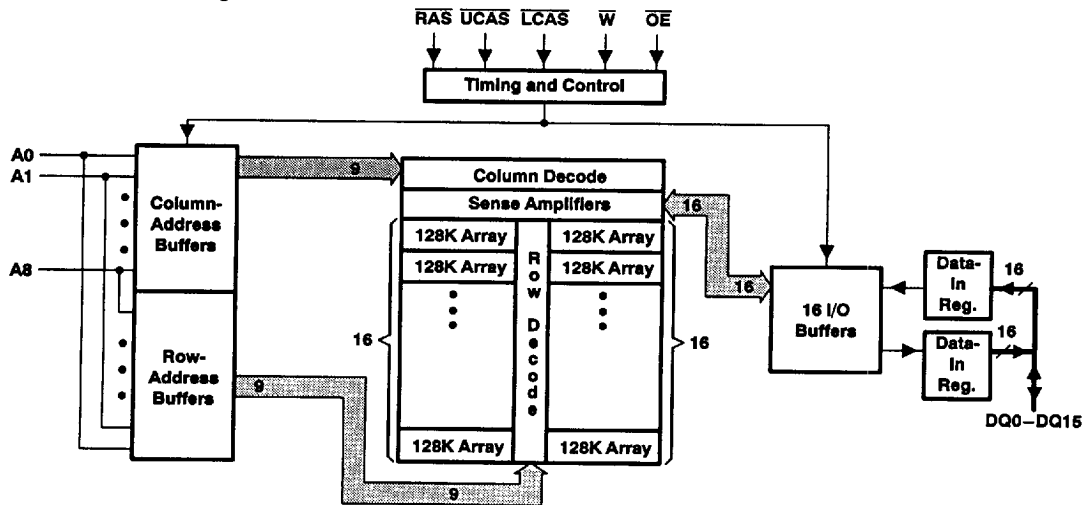 RAS UCAS LCAS W OE
Timing and Control
A0
A1
A8
Column-
Address
Buffers
Row-
Address
Buffers
9
9
9
Column Decode
Sense Amplifiers
128K Array
128K Array
128K Array
128K Array
128K Array
128K Array
Row Decode
16
16
16
16
16 I/O
Buffers
Data-
In
Reg.
16
Data-
In
Reg.
16
DQ0–DQ15